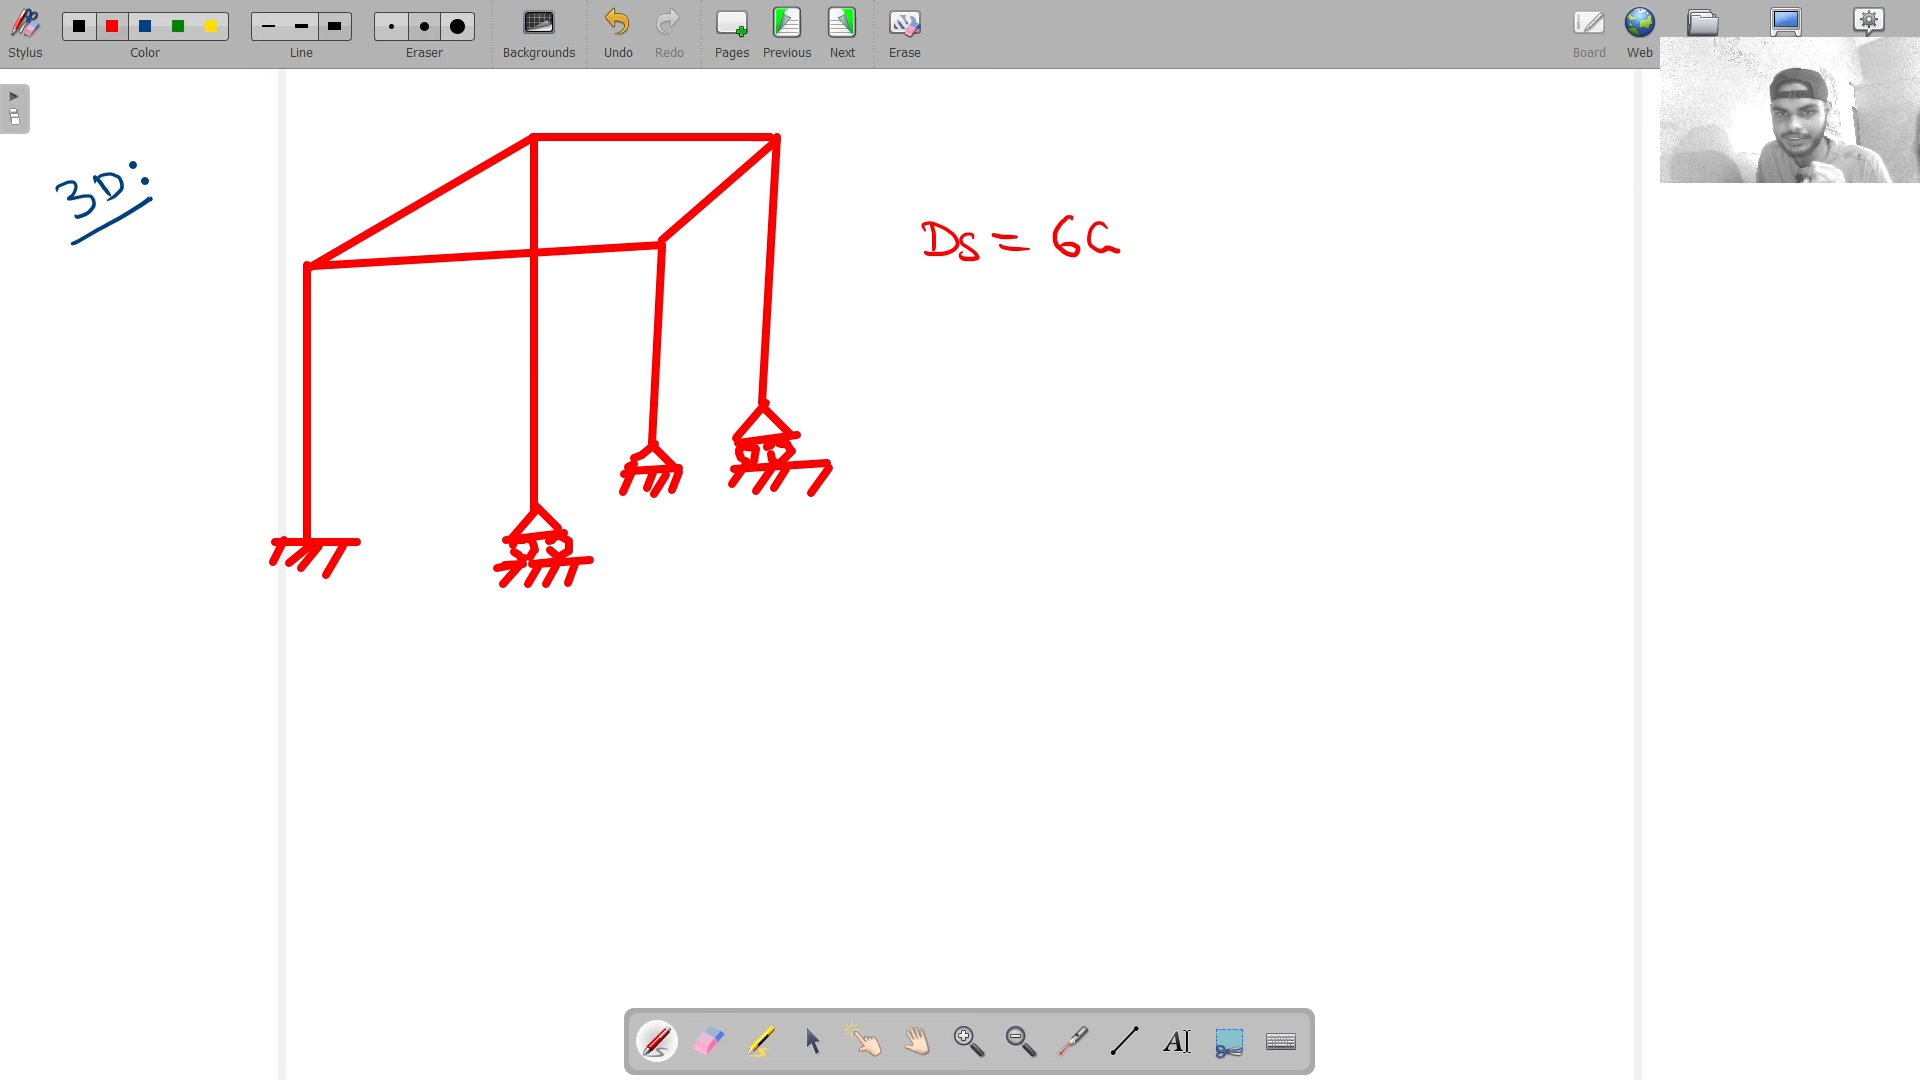 Stylus Color Line Eraser Backgrounds Undo Redo Pages Previous Next Erase Board Web
3D:
Ds = 6C